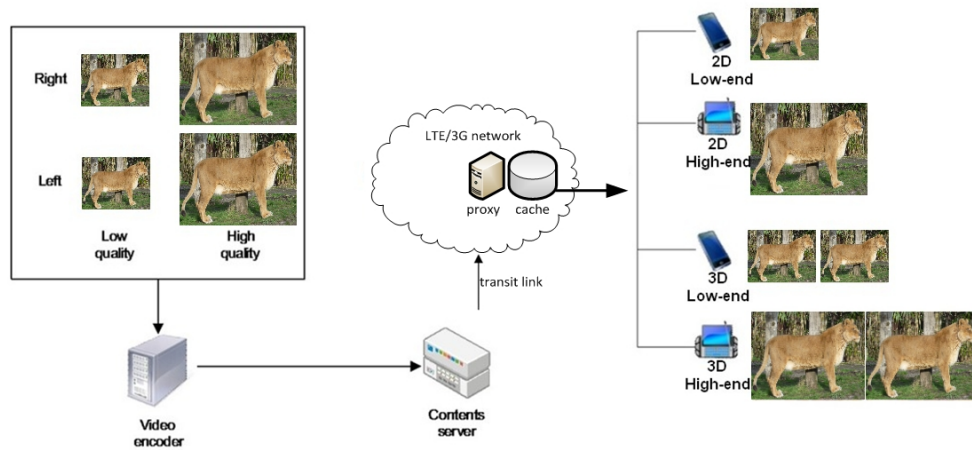 Right
Left
Low
quality
High
quality
Video
encoder
Contents
server
transit link
LTE/3G network
proxy
cache
2D
Low-end
2D
High-end
3D
Low-end
3D
High-end